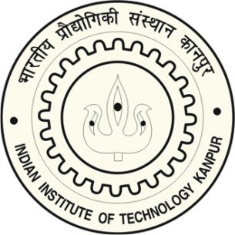 भारतीय प्रौद्योगिकी संस्थान कानपुर
INDIAN INSTITUTE OF TECHNOLOGY KANPUR